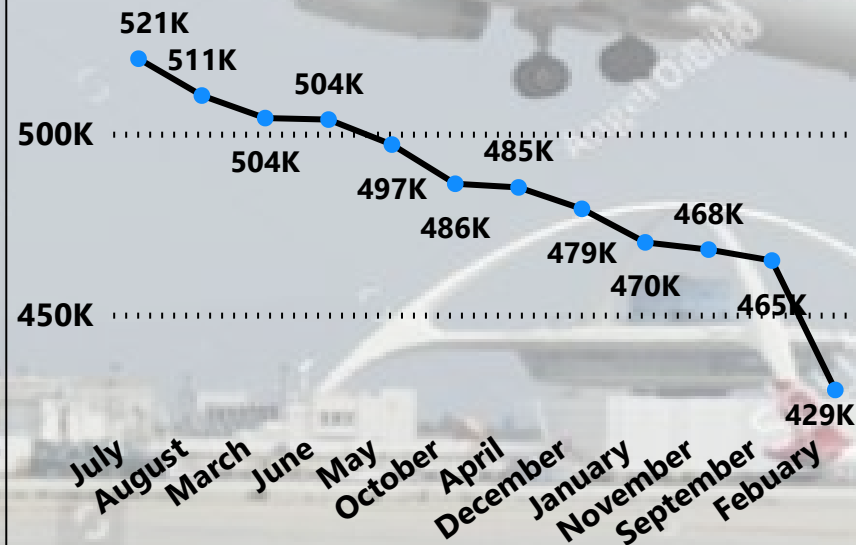 521K
511K
504K
504K
500K
497K
485K
486K
479K
468K
470K
465K
450K
429K
July
August
March
June
May
October
April
December
January
November
September
Febuary